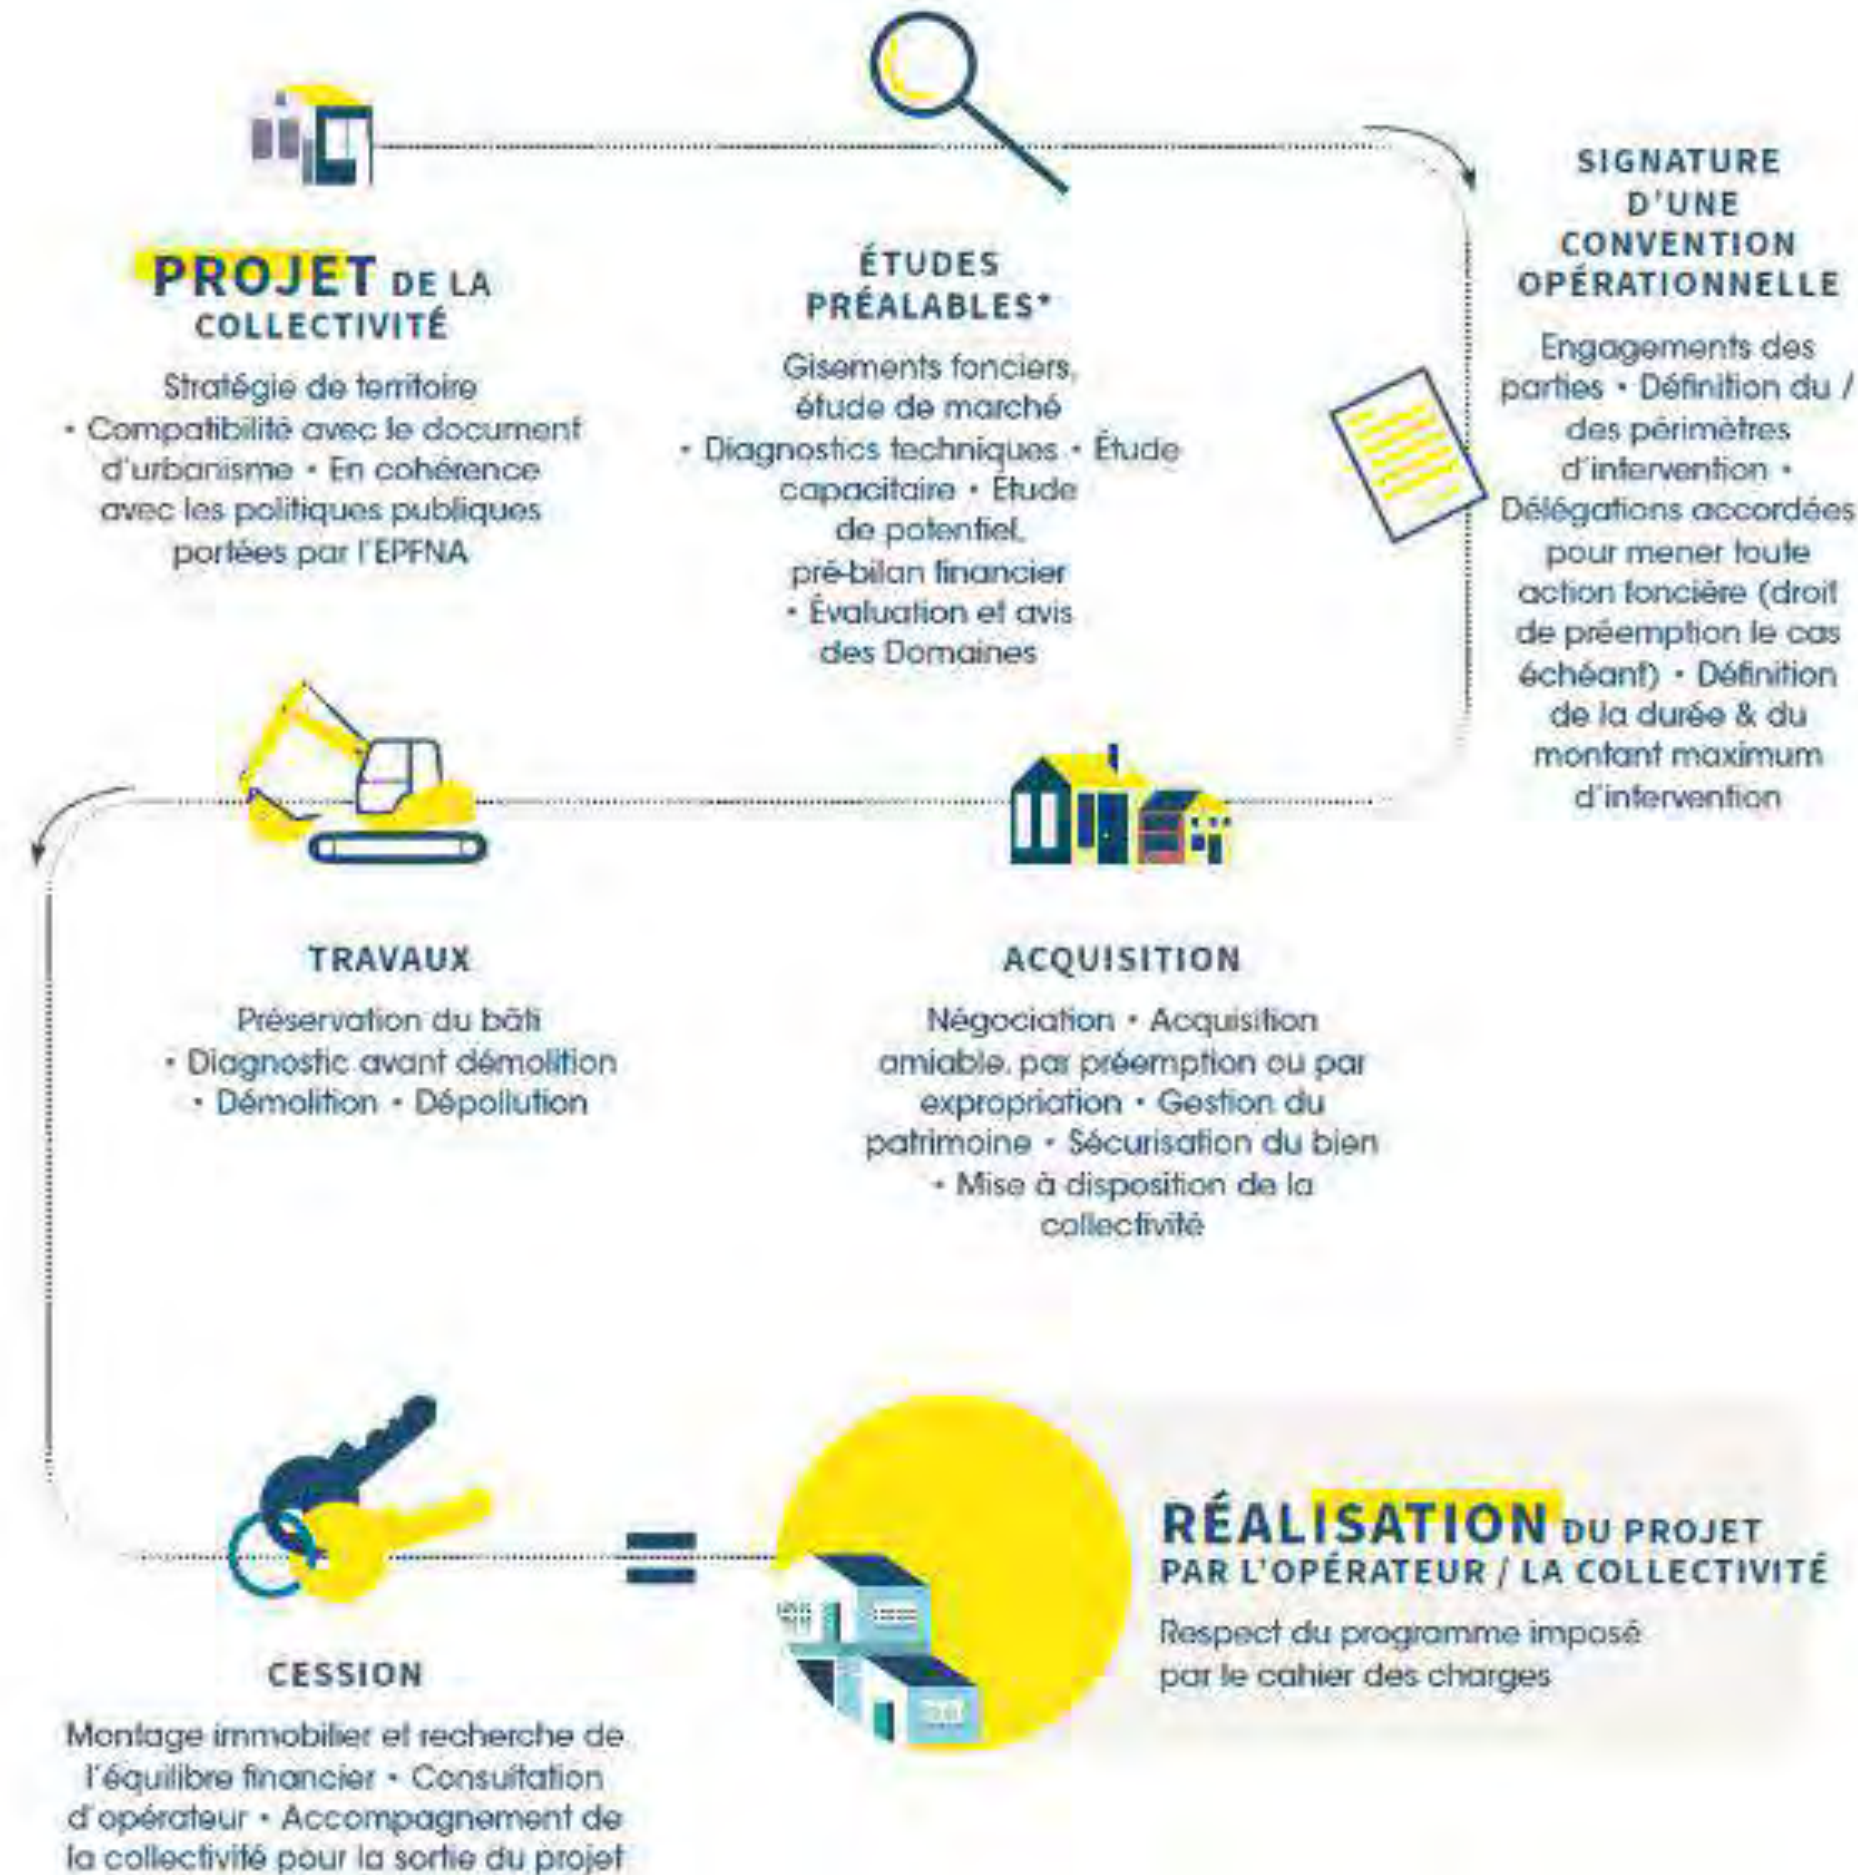 PROJET DE LA
COLLECTIVITÉ
Stratégie de territoire
• Compatibilité avec le document
d'urbanisme • En cohérence
avec les politiques publiques
portées par l'EPFNA
ÉTUDES
PRÉALABLES*
Gisements fonciers,
étude de marché
• Diagnostics techniques • Étude
capacitaire • Étude
de potentiel,
pré-bilan financier
• Évaluation et avis
des Domaines
SIGNATURE
D'UNE
CONVENTION
OPÉRATIONNELLE
Engagements des
parties • Définition du /
des périmètres
d'intervention •
Délégations accordées
pour mener toute
action foncière (droit
de préemption le cas
échéant) • Définition
de la durée & du
montant maximum
d'intervention
ACQUISITION
Négociation • Acquisition
amiable, par préemption ou par
expropriation • Gestion du
patrimoine • Sécurisation du bien
• Mise à disposition de la
collectivité
TRAVAUX
Préservation du bâti
• Diagnostic avant démolition
• Démolition • Dépollution
CESSION
Montage immobilier et recherche de
l'équilibre financier • Consultation
d'opérateur • Accompagnement de
la collectivité pour la sortie du projet
=
RÉALISATION DU PROJET
PAR L'OPÉRATEUR / LA COLLECTIVITÉ
Respect du programme imposé
par le cahier des charges